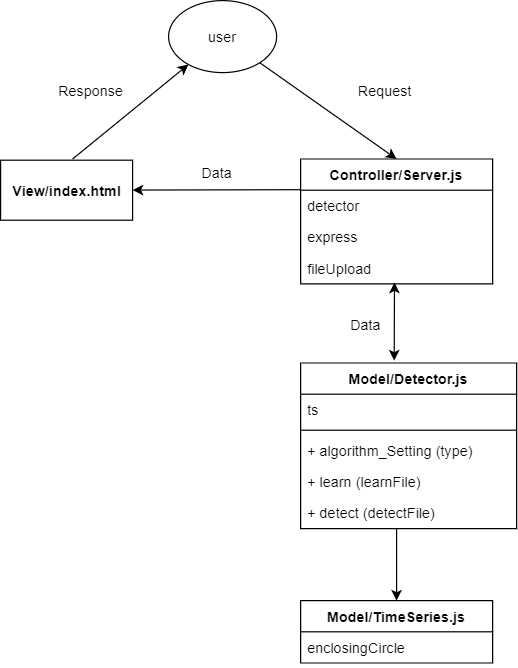 user
Response
Request
View/index.html
Data
Controller/Server.js
detector
express
fileUpload
Data
Model/Detector.js
ts
+ algorithm_Setting (type)
+ learn (learnFile)
+ detect (detectFile)
Model/TimeSeries.js
enclosingCircle